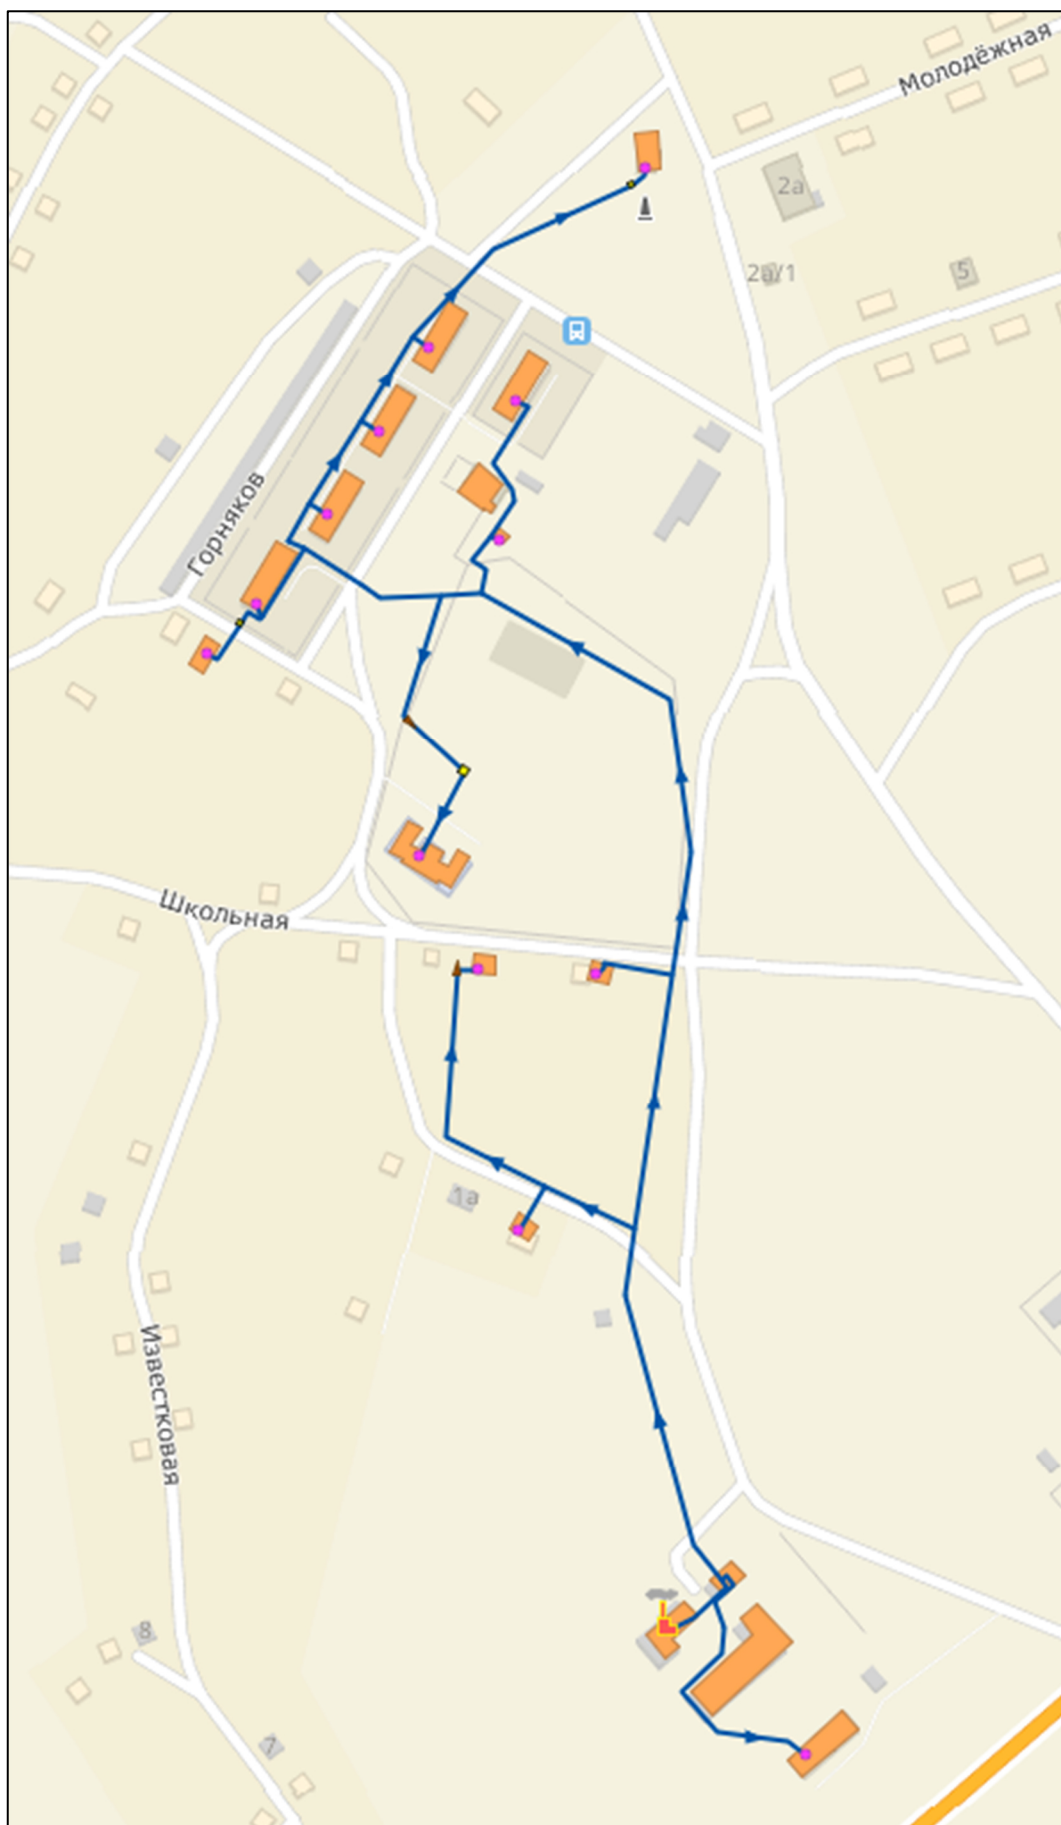 Молодёжная
2а
2а/1
5
Горняков
Школьная
1а
Известковая
8
7